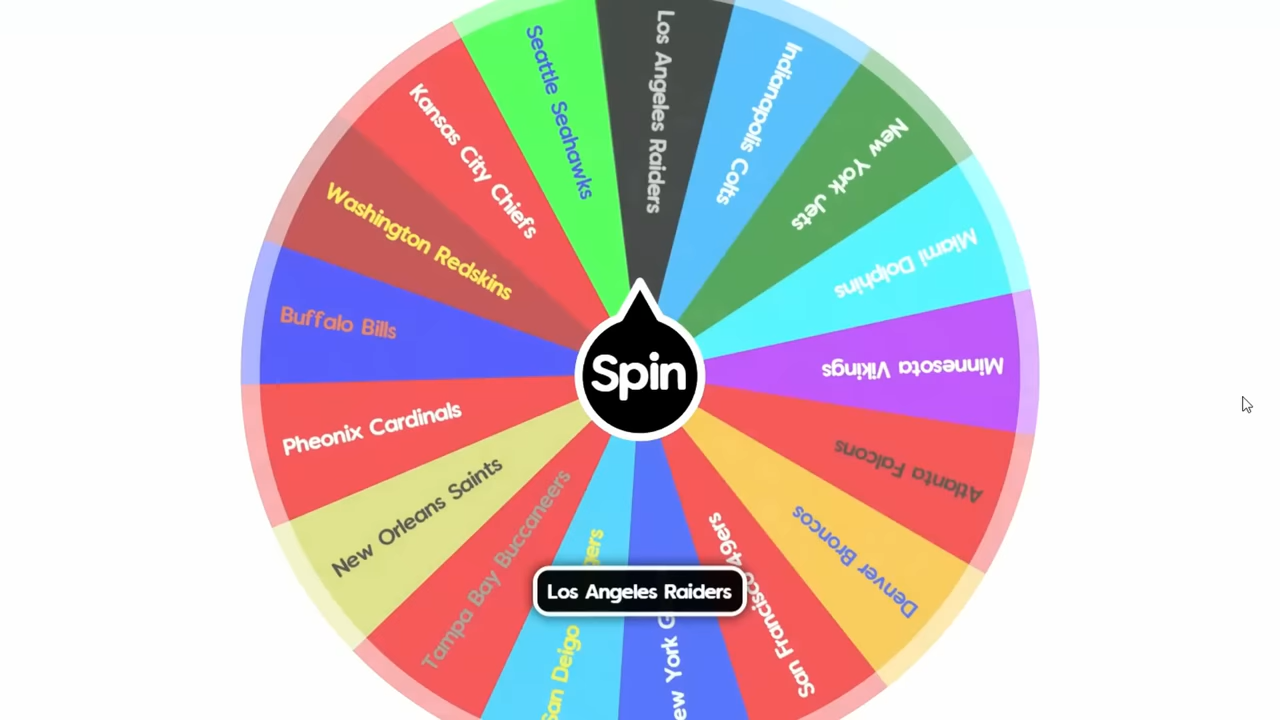 Los Angeles Raiders
Indianapolis Colts
New York Jets
Miami Dolphins
Minnesota Vikings
Atlanta Falcons
Denver Broncos
San Francisco 49ers
New York
San Deigo
Tampa Bay Buccaneers
New Orleans Saints
Pheonix Cardinals
Buffalo Bills
Washington Redskins
Kansas City Chiefs
Seattle Seahawks
Spin
Los Angeles Raiders